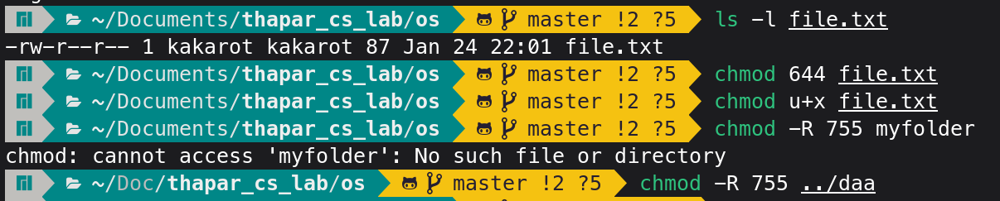 ~/Documents/thapar_cs_lab/os master !2 ?5 ls -l file.txt
-rw-r--r-- 1 kakarot kakarot 87 Jan 24 22:01 file.txt
~/Documents/thapar_cs_lab/os master !2 ?5 chmod 644 file.txt
~/Documents/thapar_cs_lab/os master !2 ?5 chmod u+x file.txt
~/Documents/thapar_cs_lab/os master !2 ?5 chmod -R 755 myfolder
chmod: cannot access 'myfolder': No such file or directory
~/Doc/thapar_cs_lab/os master !2 ?5 chmod -R 755 ../daa